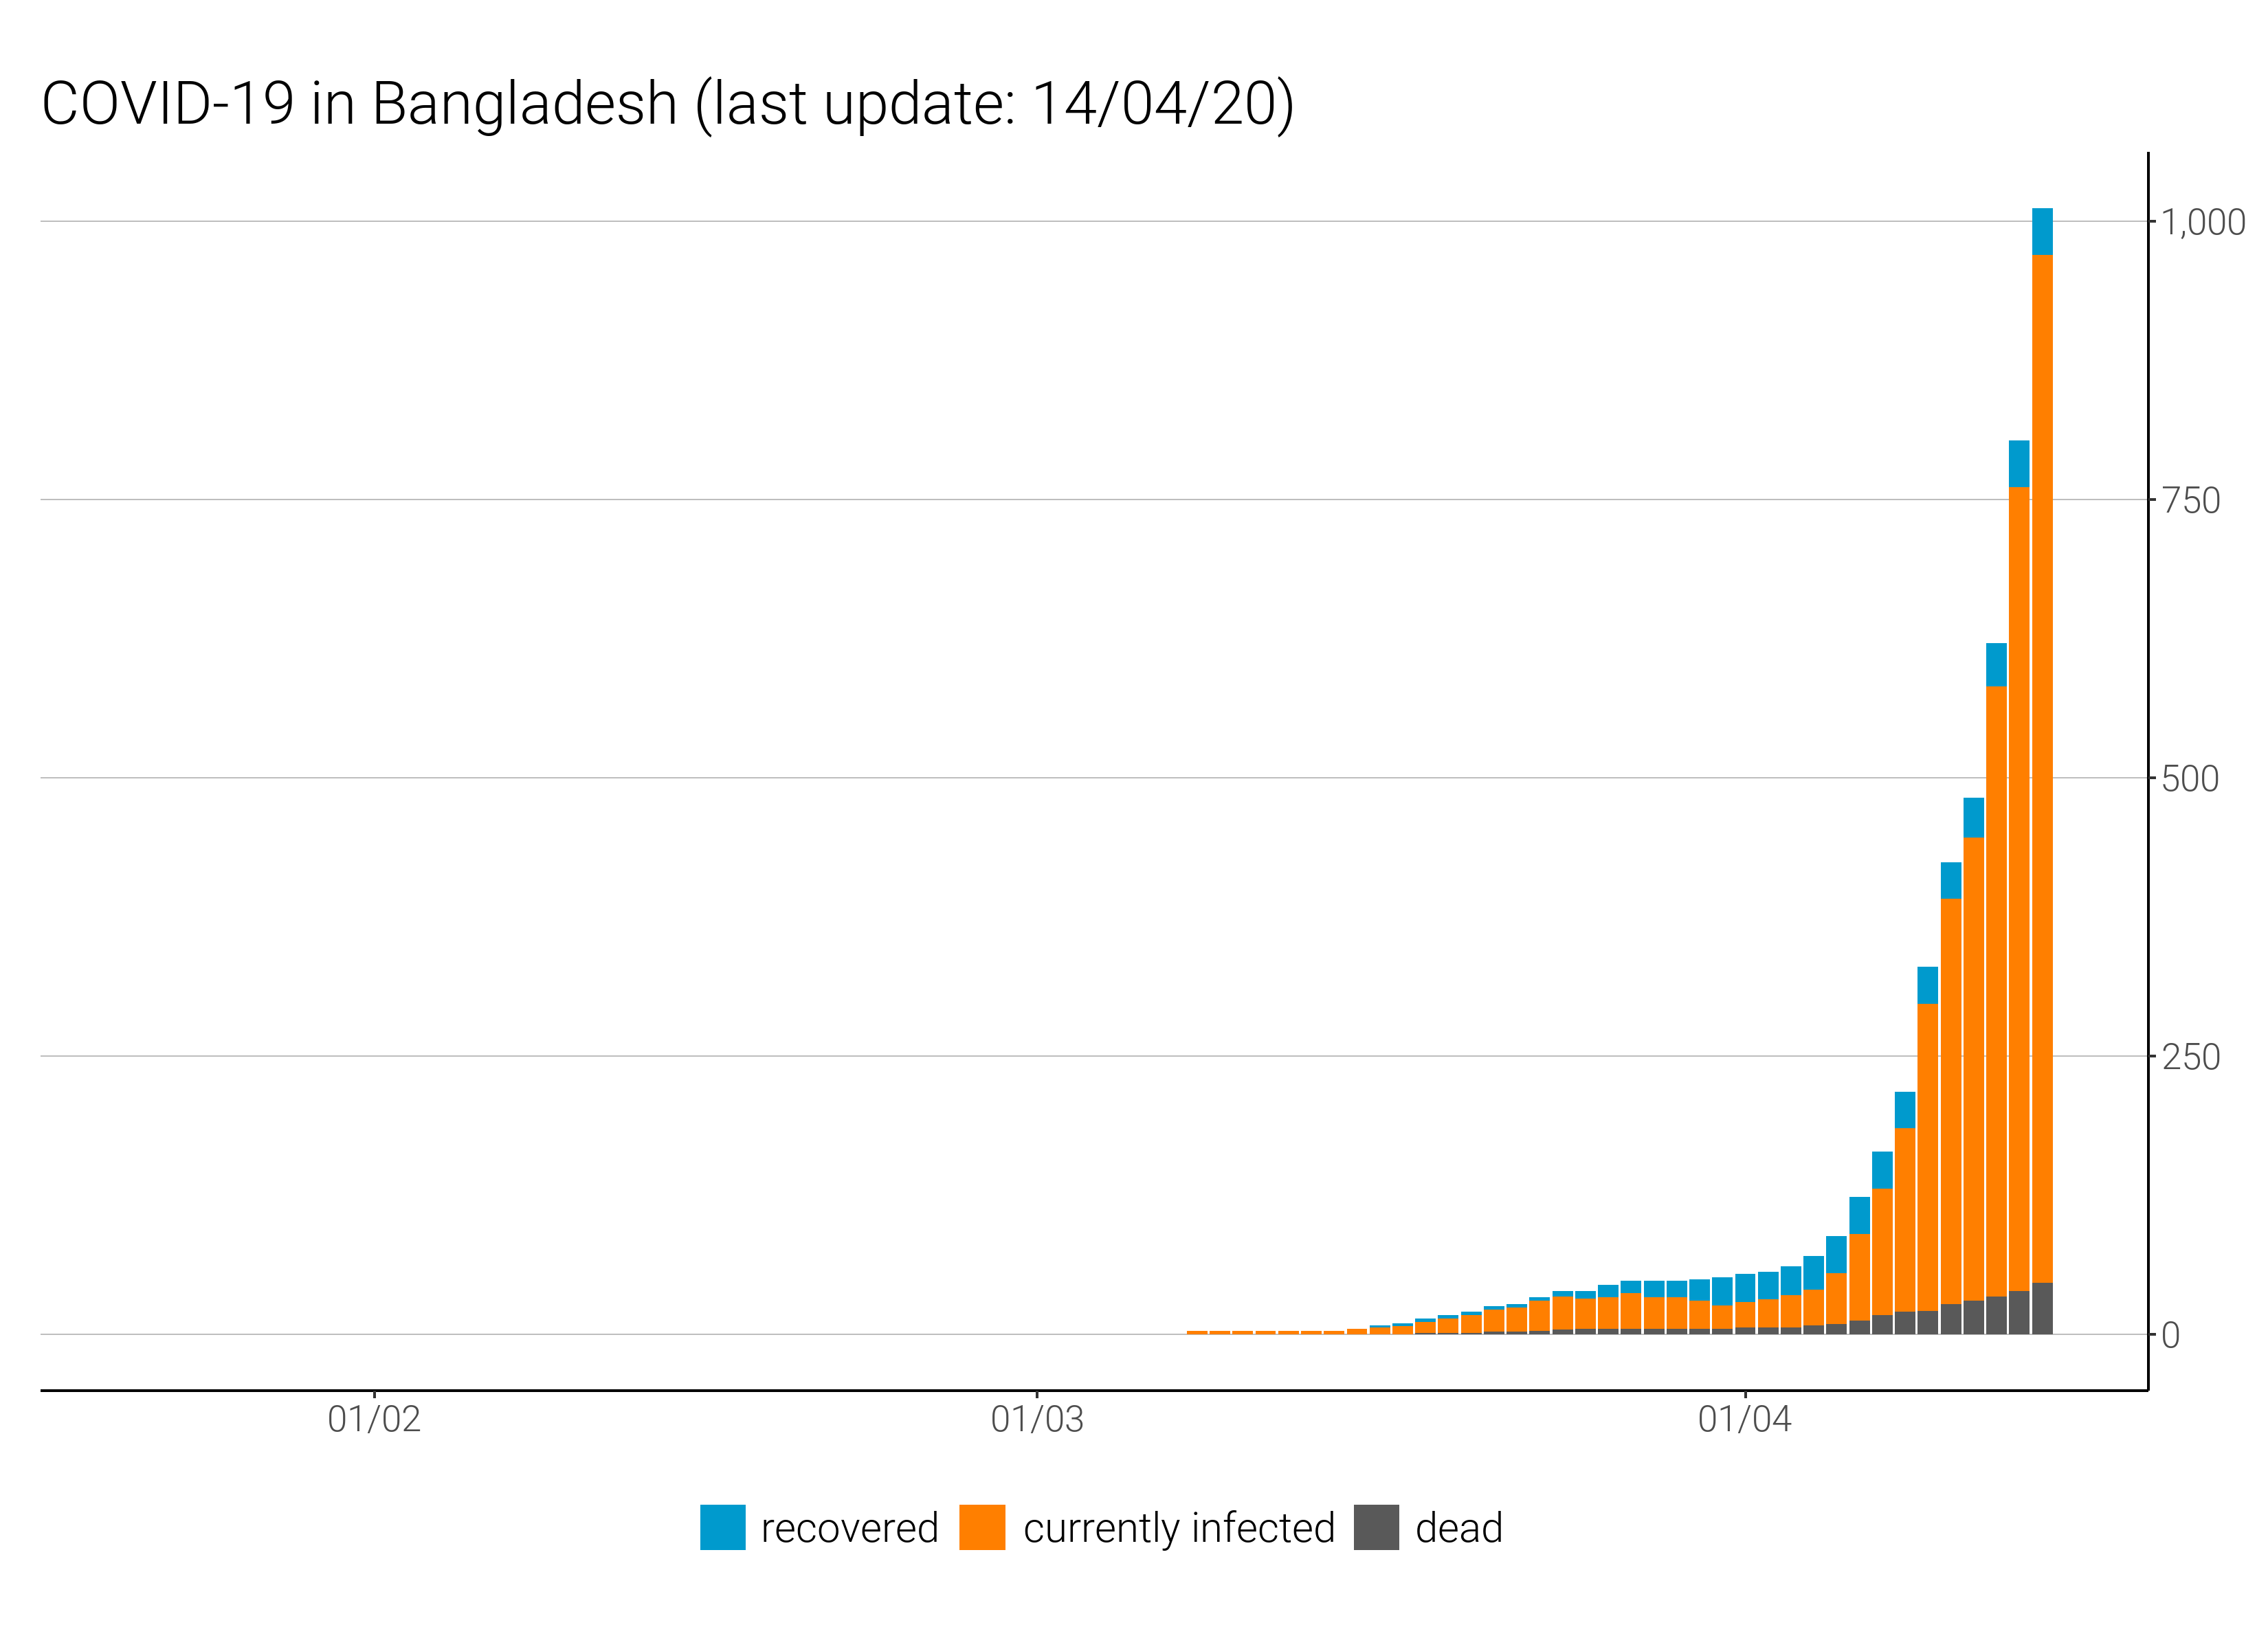 COVID-19 in Bangladesh (last update: 14/04/20)
1,000
750
500
250
0
01/02 01/03 01/04
recovered currently infected dead